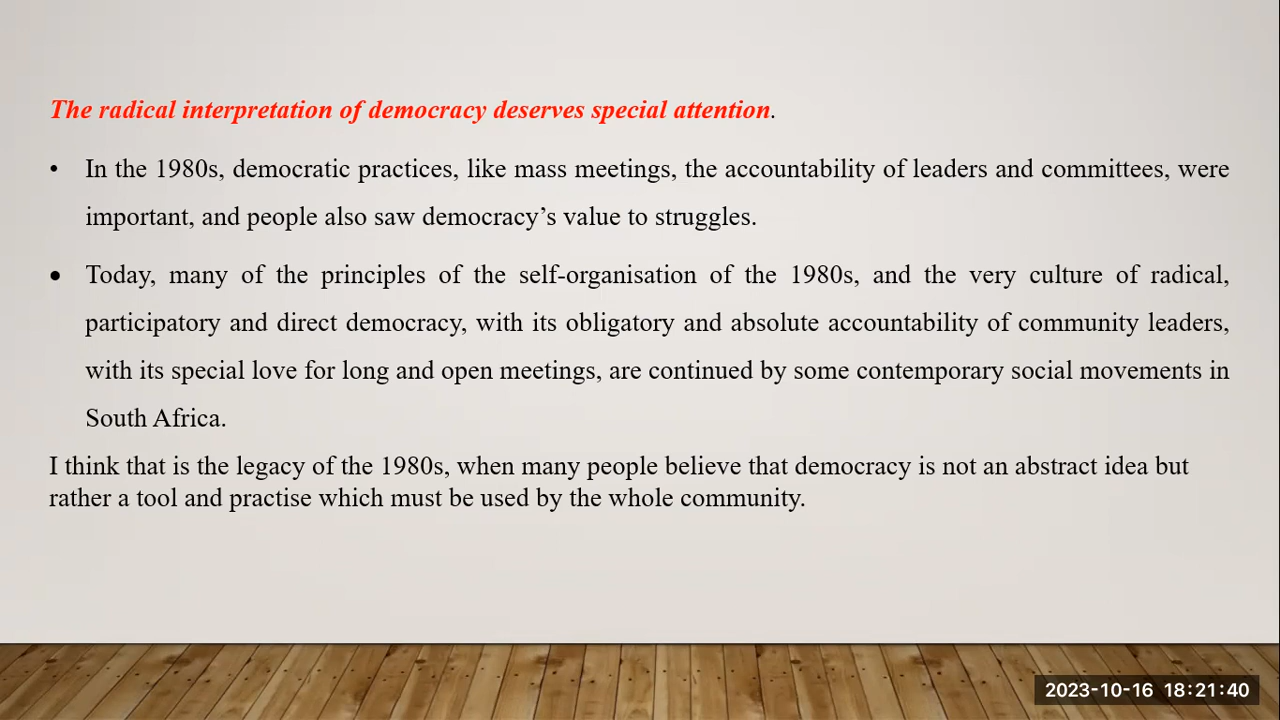 The radical interpretation of democracy deserves special attention.
• In the 1980s, democratic practices, like mass meetings, the accountability of leaders and committees, were
important, and people also saw democracy’s value to struggles.
• Today, many of the principles of the self-organisation of the 1980s, and the very culture of radical,
participatory and direct democracy, with its obligatory and absolute accountability of community leaders,
with its special love for long and open meetings, are continued by some contemporary social movements in
South Africa.
I think that is the legacy of the 1980s, when many people believe that democracy is not an abstract idea but
rather a tool and practise which must be used by the whole community.
2023-10-16 18:21:40